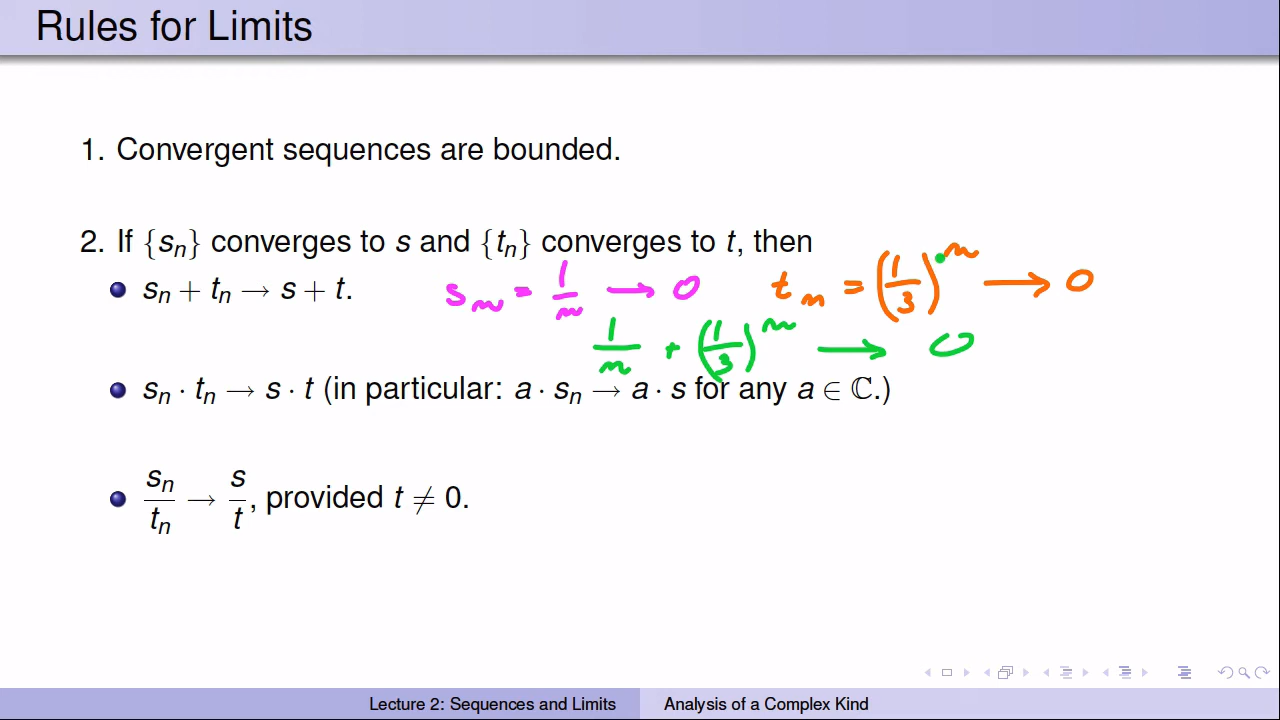 Rules for Limits
1. Convergent sequences are bounded.
2. If {sₙ} converges to s and {tₙ} converges to t, then
sₙ + tₙ → s + t. sₙ = 1/n → 0 tₙ = (1/3)ⁿ → 0
1/n + (1/3)ⁿ → 0
sₙ · tₙ → s · t (in particular: a · sₙ → a · s for any a ∈ ℂ.)
sₙ/tₙ → s/t, provided t ≠ 0.
Lecture 2: Sequences and Limits Analysis of a Complex Kind